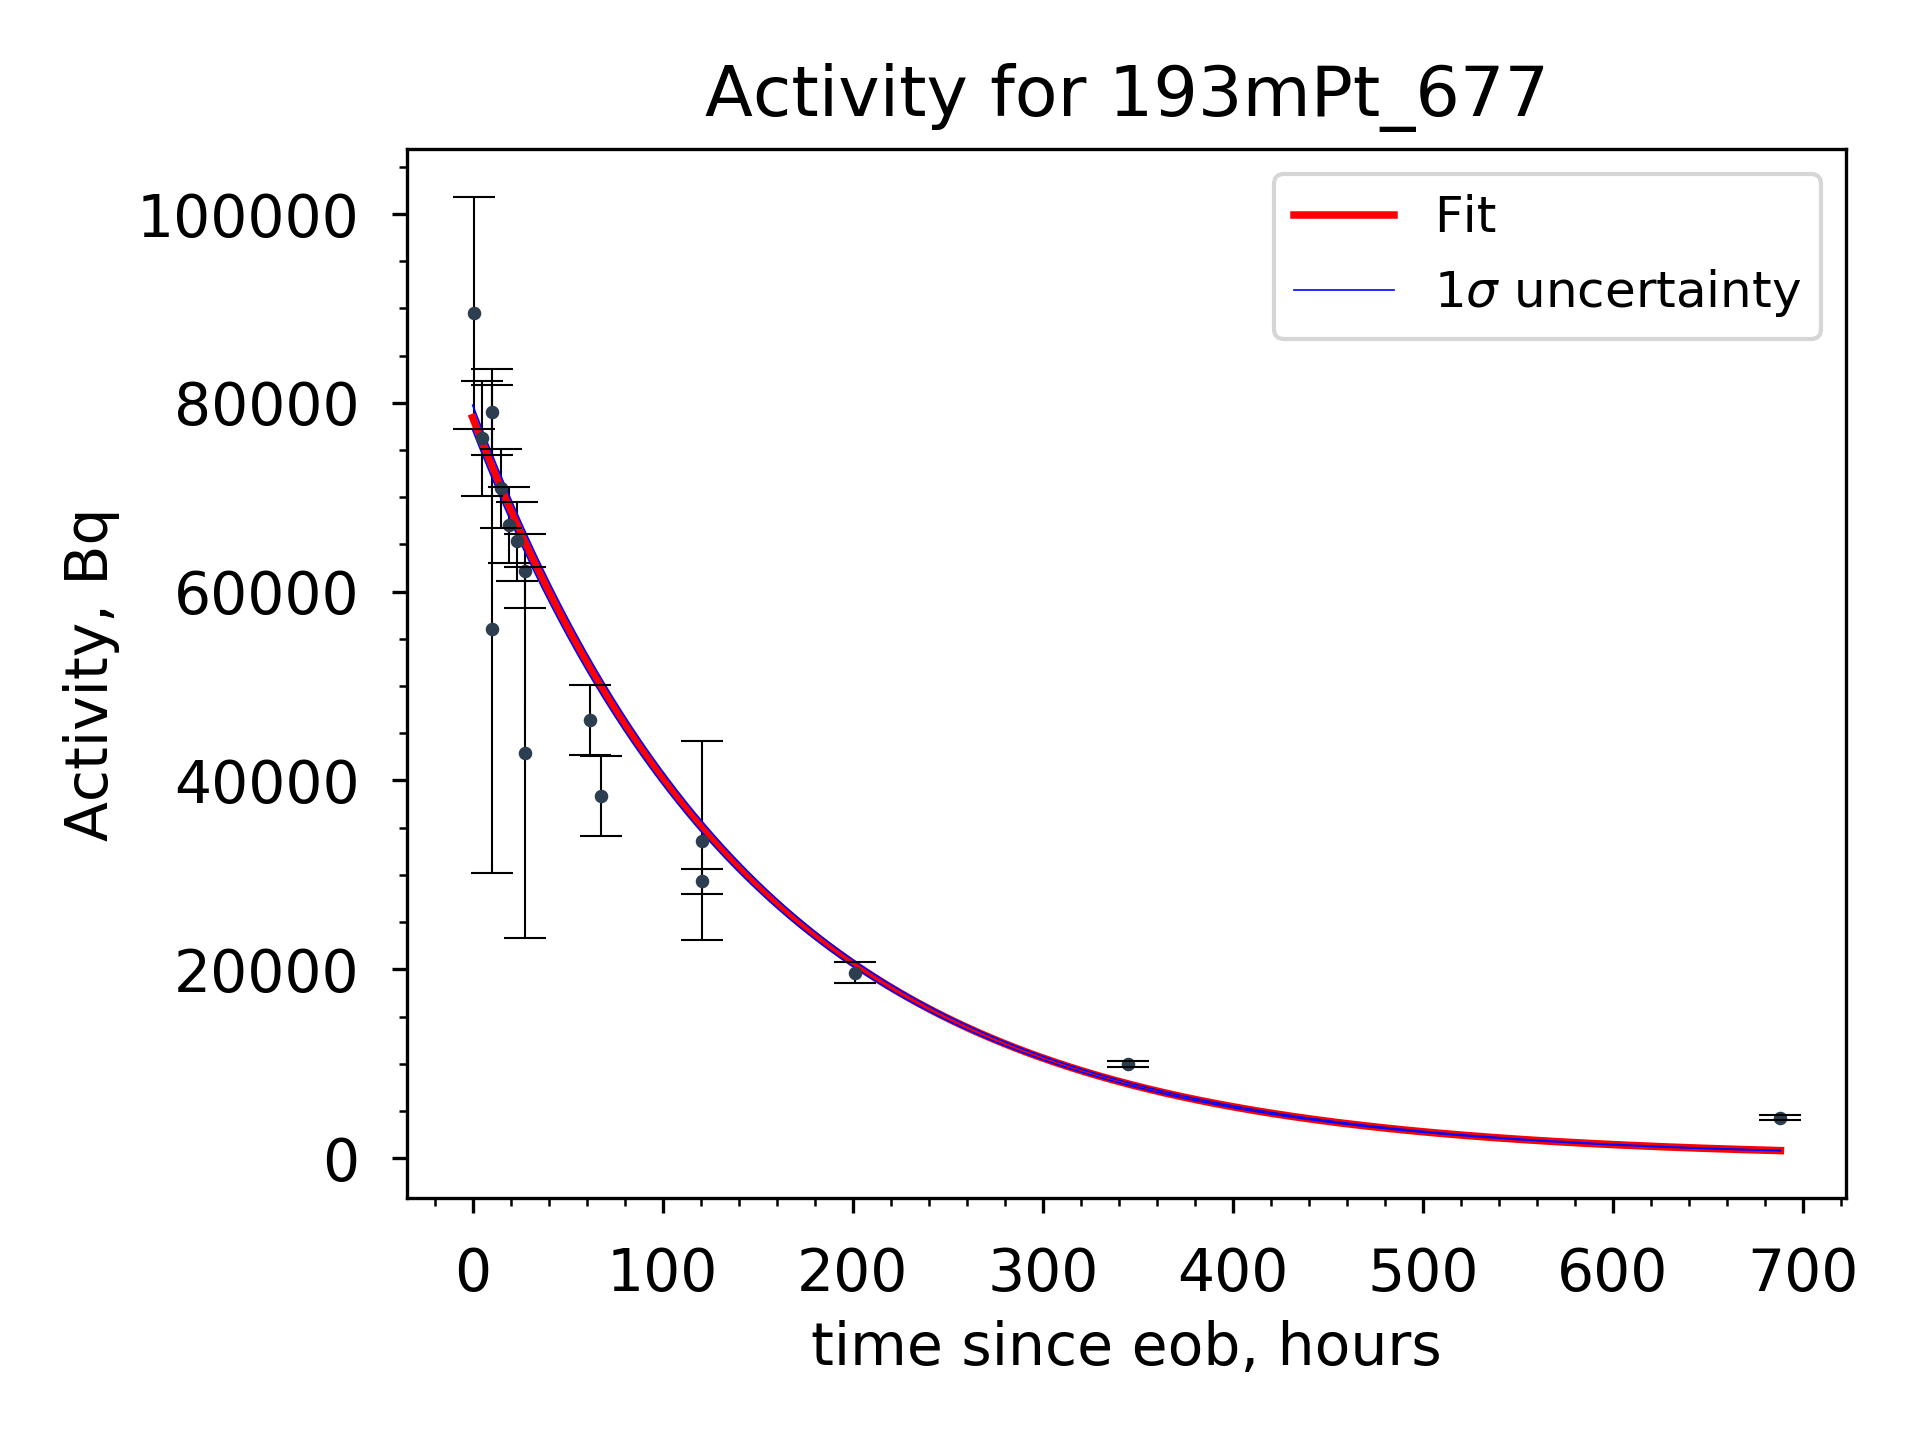 Activity for 193mPt_677
Fit
1σ uncertainty
Activity, Bq
100000
80000
60000
40000
20000
0
0 100 200 300 400 500 600 700
time since eob, hours